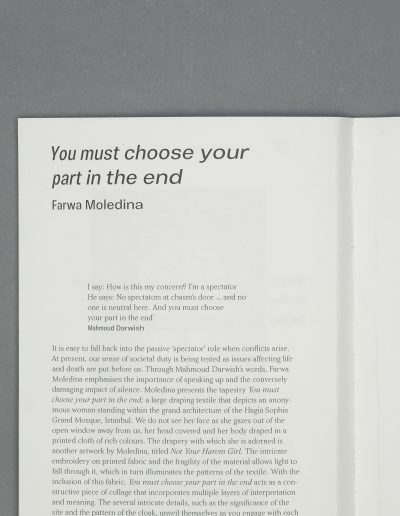 You must choose your
part in the end
Farwa Moledina
I say: How is this my concern? I'm a spectator
He says: No spectators at chasm's door ... and no
one is neutral here. And you must choose
your part in the end'
Mahmoud Darwish
It is easy to fall back into the passive 'spectator' role when conflicts arise.
At present, our sense of societal duty is being tested as issues affecting life
and death are put before us. Through Mahmoud Darwish's words, Farwa
Moledina emphasises the importance of speaking up and the conversely
damaging impact of silence. Moledina presents the tapestry You must
choose your part in the end; a large draping textile that depicts an anony-
mous woman standing within the grand architecture of the Hagia Sophia
Grand Mosque, Istanbul. We do not see her face as she gazes out of the
open window away from us, her head covered and her body draped in a
printed cloth of rich colours. The drapery with which she is adorned is
another artwork by Moledina, titled Not Your Harem Girl. The intricate
embroidery on printed fabric and the fragility of the material allows light to
fall through it, which in turn illuminates the patterns of the textile. With the
inclusion of this fabric, You must choose your part in the end acts as a con-
structive piece of collage that incorporates multiple layers of interpretation
and meaning. The several intricate details, such as the significance of the
site and the pattern of the cloak, unveil themselves as you engage with each